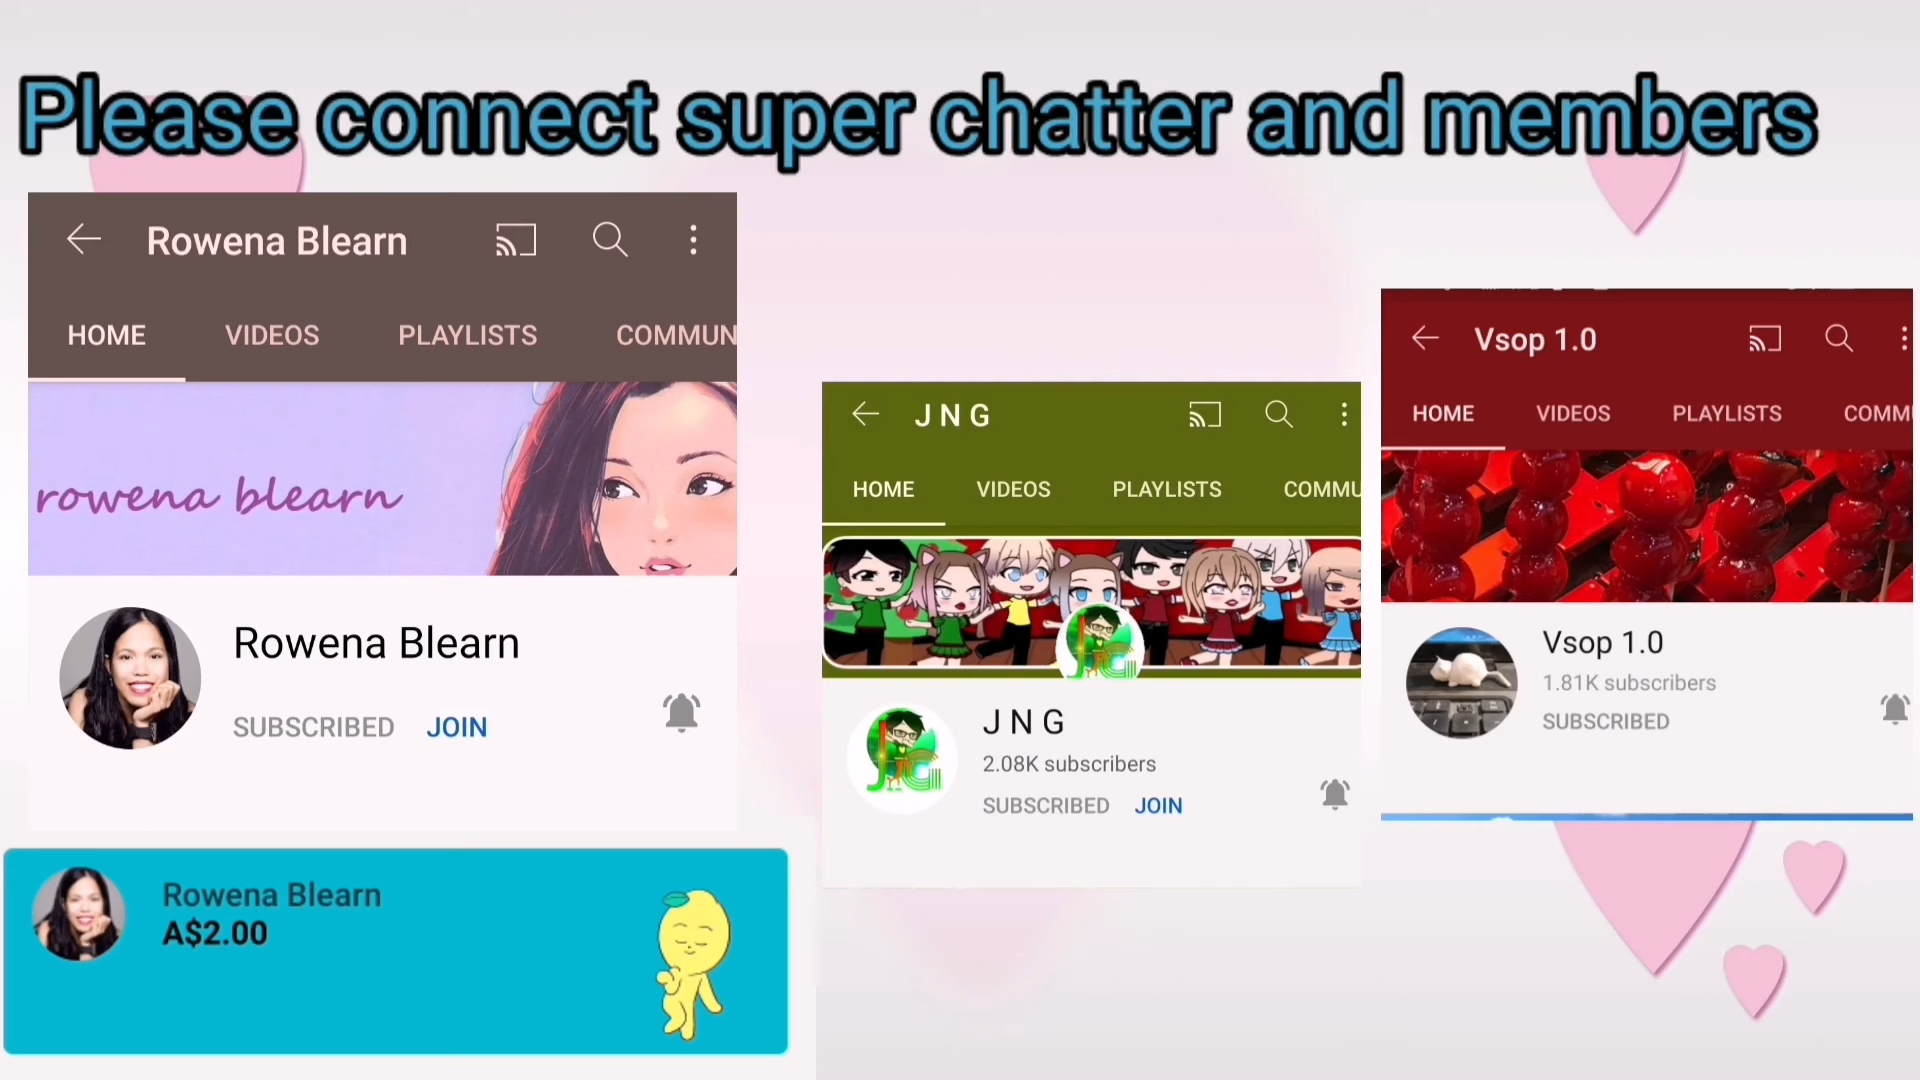 Please connect super chatter and members
Rowena Blearn
HOME VIDEOS PLAYLISTS COMMUN
rowena blearn
Rowena Blearn
SUBSCRIBED JOIN
Rowena Blearn
A$2.00
J N G
HOME VIDEOS PLAYLISTS COMMU
J N G
2.08K subscribers
SUBSCRIBED JOIN
Vsop 1.0
HOME VIDEOS PLAYLISTS COMMU
Vsop 1.0
1.81K subscribers
SUBSCRIBED